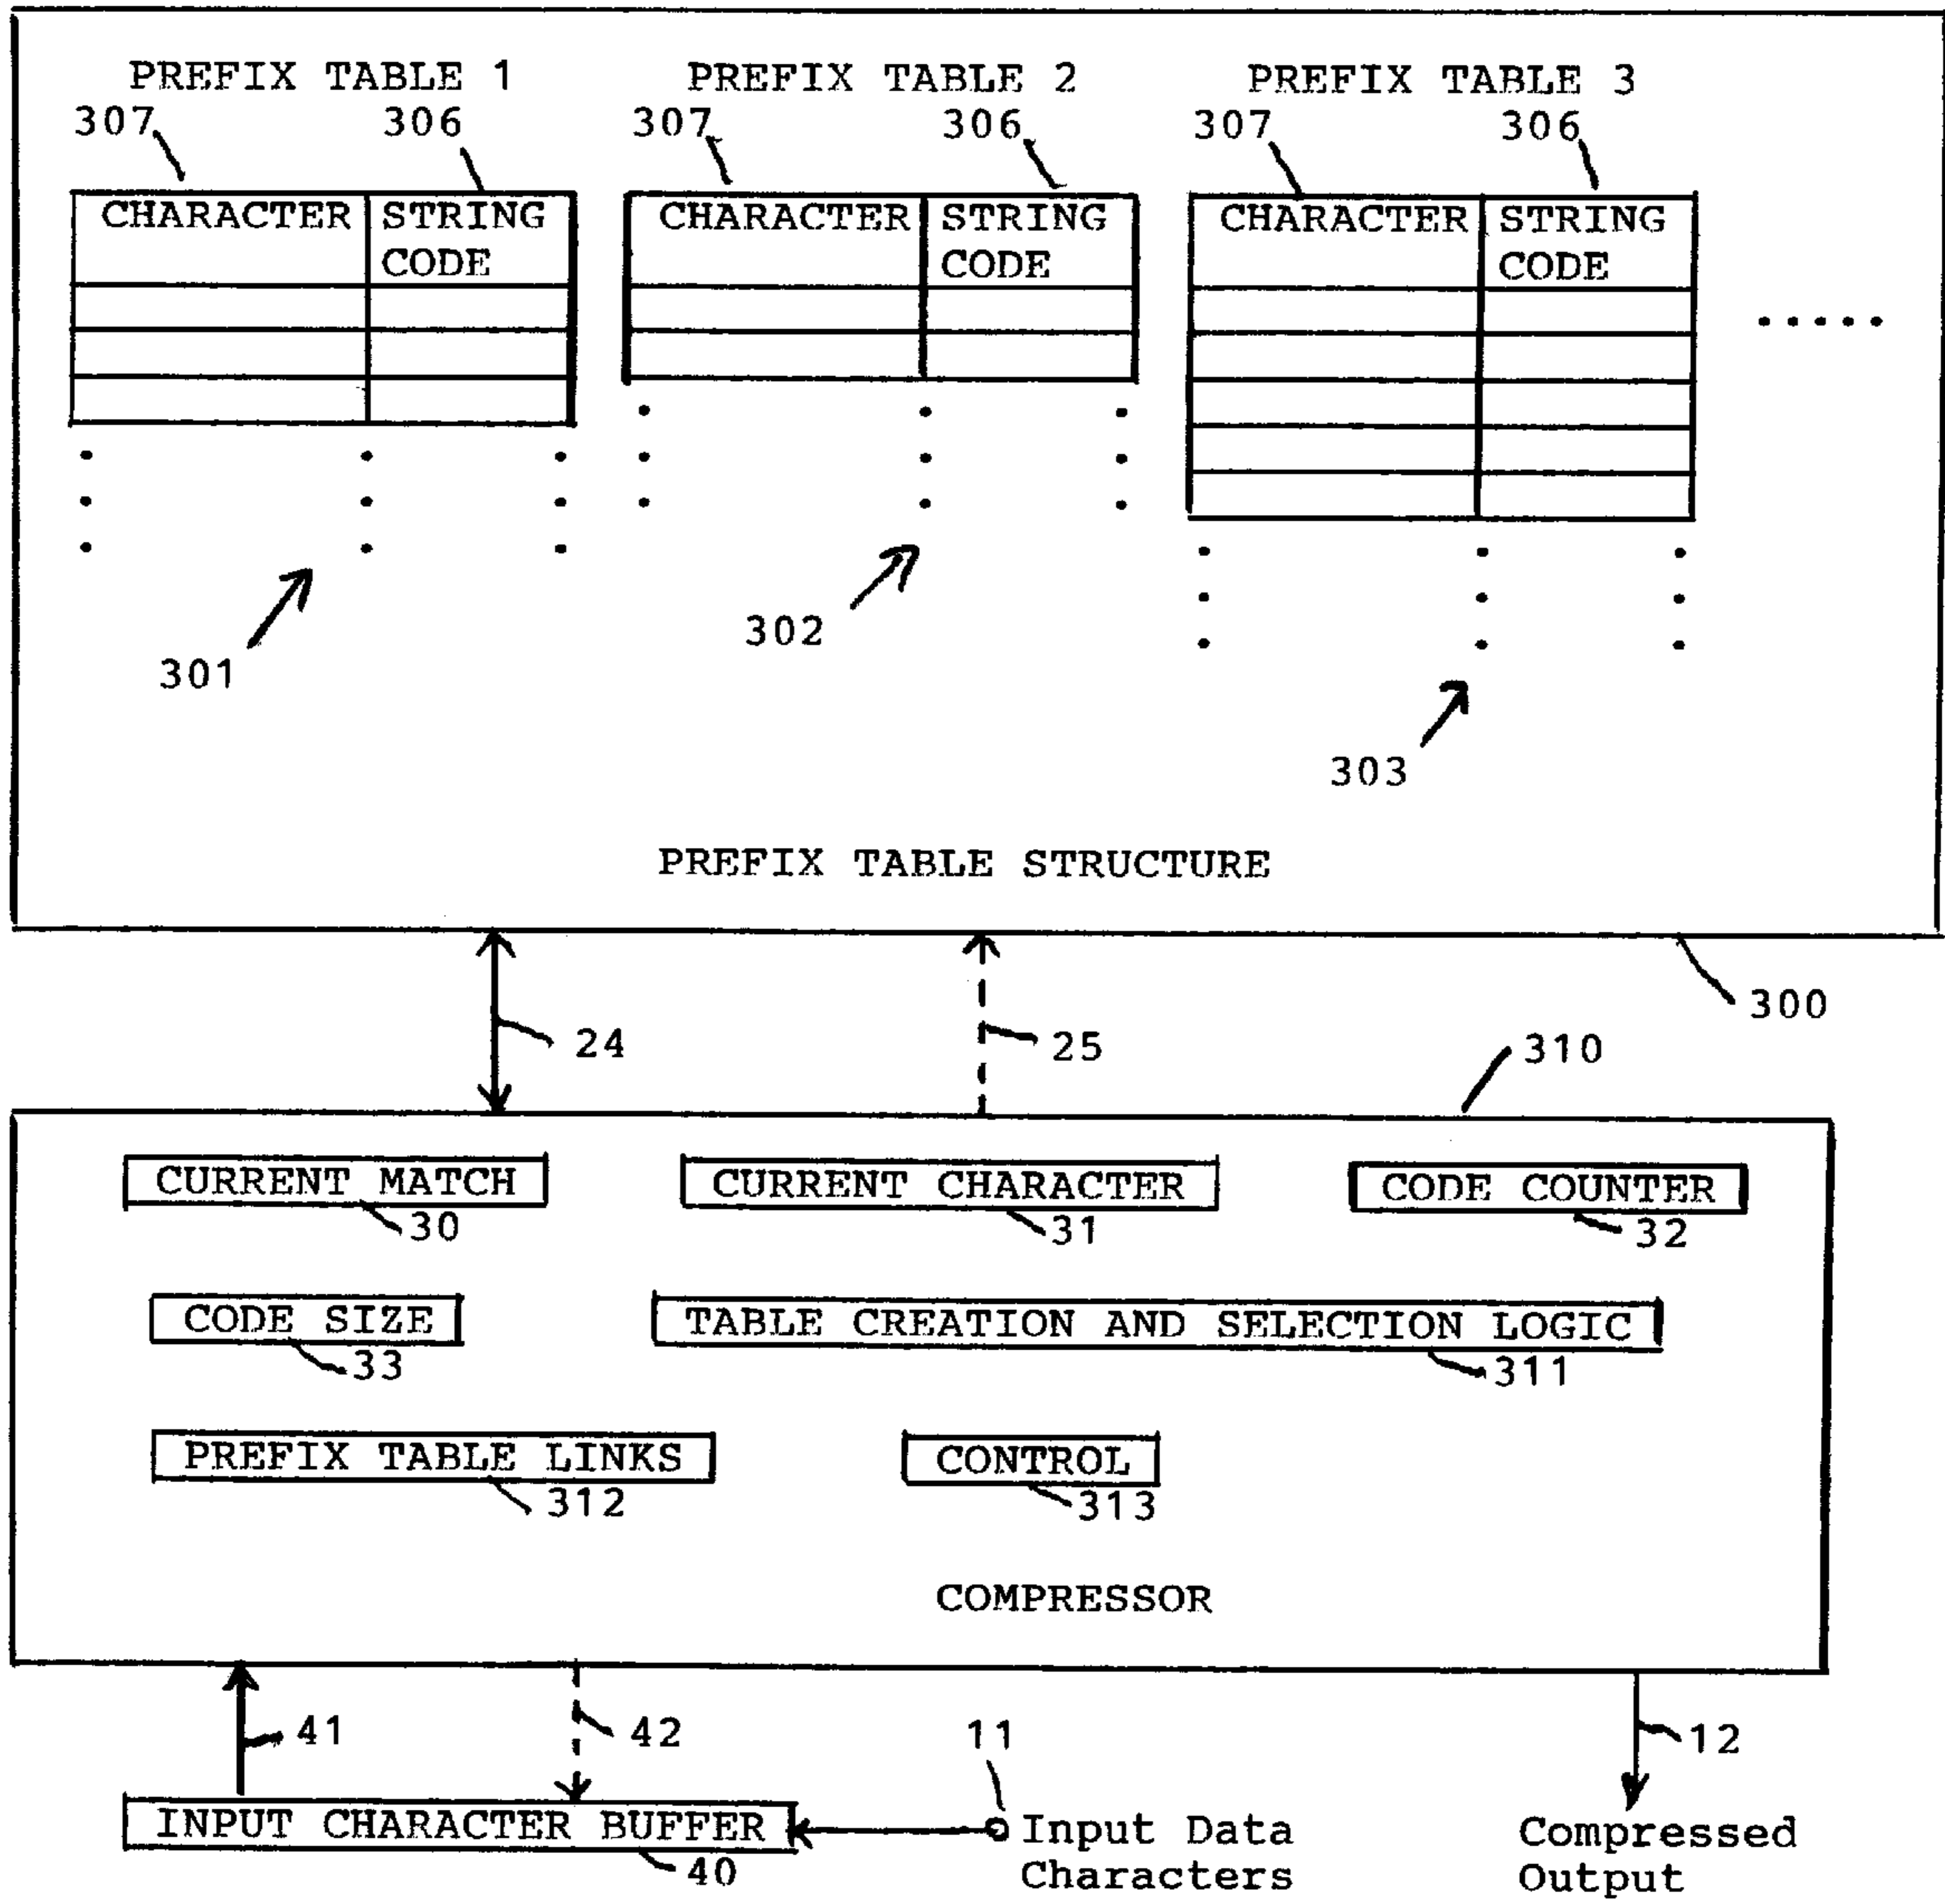 PREFIX TABLE 1 PREFIX TABLE 2 PREFIX TABLE 3
307 306 307 306 307 306
CHARACTER STRING CHARACTER STRING CHARACTER STRING
CODE CODE CODE
301
302
303
PREFIX TABLE STRUCTURE
300
24 25
310
CURRENT MATCH CURRENT CHARACTER CODE COUNTER
30 31 32
CODE SIZE TABLE CREATION AND SELECTION LOGIC
33 311
PREFIX TABLE LINKS CONTROL
312 313
COMPRESSOR
41 42 11 12
INPUT CHARACTER BUFFER Input Data Compressed
40 Characters Output